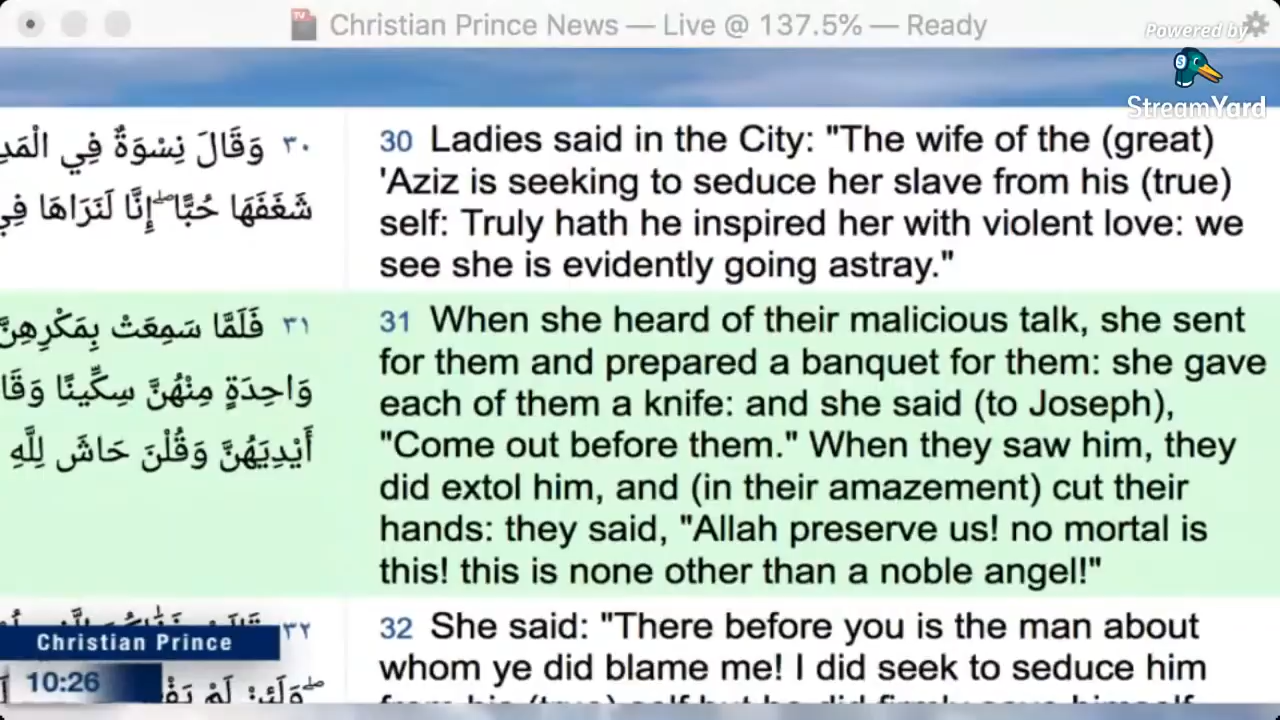 Christian Prince News — Live @ 137.5% — Ready
Powered by
StreamYard
٣٠ وَقَالَ نِسْوَةٌ فِي
شَغَفَهَا حُبًّا ۖ إِنَّا لَنَرَاهَا فِي
30 Ladies said in the City: "The wife of the (great)
'Aziz is seeking to seduce her slave from his (true)
self: Truly hath he inspired her with violent love: we
see she is evidently going astray."
٣١ فَلَمَّا سَمِعَتْ بِمَكْرِهِنَّ
وَاحِدَةٍ مِنْهُنَّ سِكِّينًا
أَيْدِيَهُنَّ وَقُلْنَ حَاشَ لِلَّهِ
31 When she heard of their malicious talk, she sent
for them and prepared a banquet for them: she gave
each of them a knife: and she said (to Joseph),
"Come out before them." When they saw him, they
did extol him, and (in their amazement) cut their
hands: they said, "Allah preserve us! no mortal is
this! this is none other than a noble angel!"
٣٢
32 She said: "There before you is the man about
whom ye did blame me! I did seek to seduce him
Christian Prince
10:26